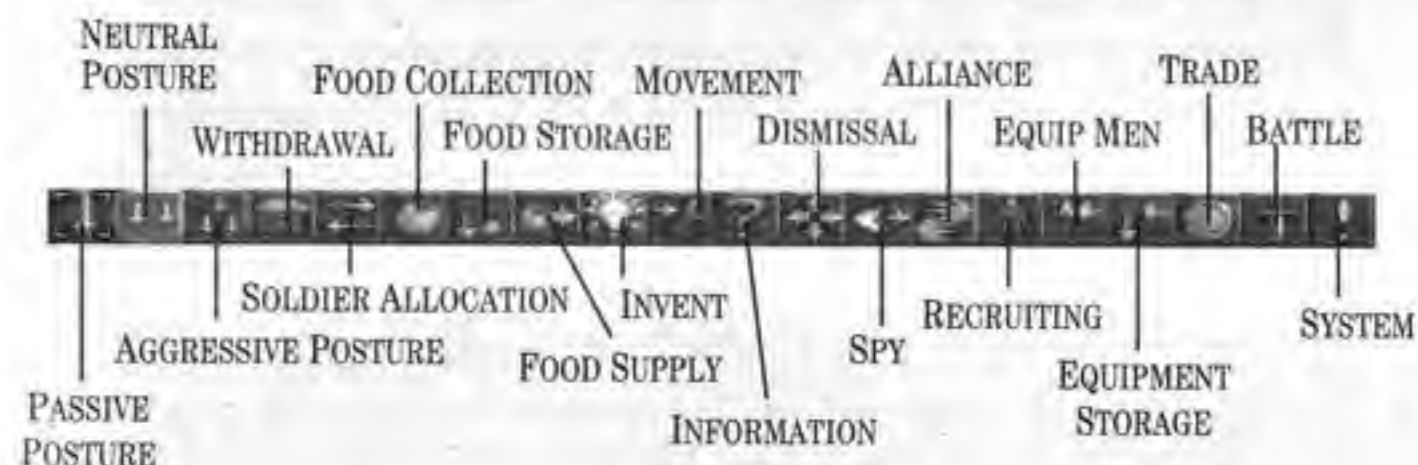 NEUTRAL
POSTURE
FOOD COLLECTION
MOVEMENT
ALLIANCE
TRADE
WITHDRAWAL
FOOD STORAGE
DISMISSAL
EQUIP MEN
BATTLE
SOLDIER ALLOCATION
INVENT
RECRUITING
SYSTEM
AGGRESSIVE POSTURE
FOOD SUPPLY
SPY
EQUIPMENT
STORAGE
PASSIVE
POSTURE
INFORMATION